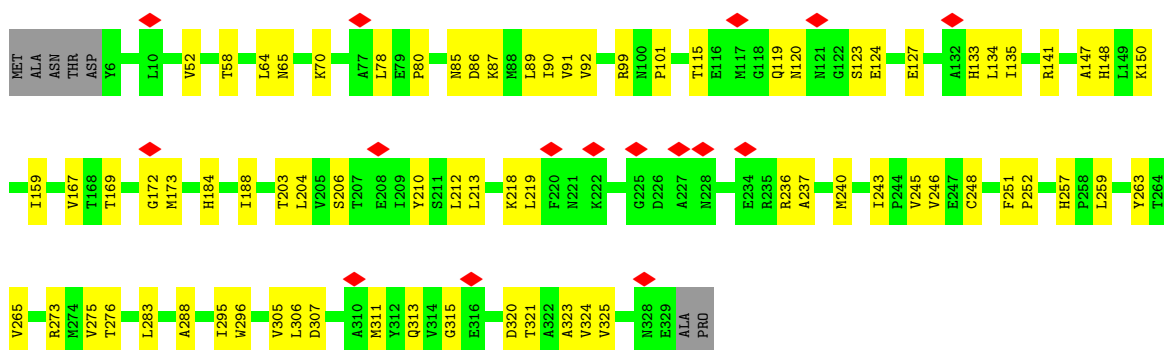 MET ALA ASN THR ASP Y6 L10 V52 T58 L64 N65 K70 A77 L78 E79 P80 N85 D86 K87 M88 L89 I90 V91 V92 R99 N100 P101 T115 E116 M117 G118 Q119 N120 N121 G122 S123 E124 E127 A132 H133 L134 I135 R141 A147 H148 L149 K150
I159 V167 T168 T169 G172 M173 H184 I188 T203 L204 V205 S206 T207 E208 I209 Y210 S211 L212 L213 K218 L219 F220 N221 K222 G225 D226 A227 N228 E234 R235 R236 A237 M240 I243 P244 V245 V246 E247 C248 F251 P252 H257 P258 L259 Y263 T264
V265 R273 M274 V275 T276 L283 A288 I295 W296 V305 L306 D307 A310 M311 Y312 Q313 V314 G315 E316 D320 T321 A322 A323 V324 V325 N328 E329 ALA PRO